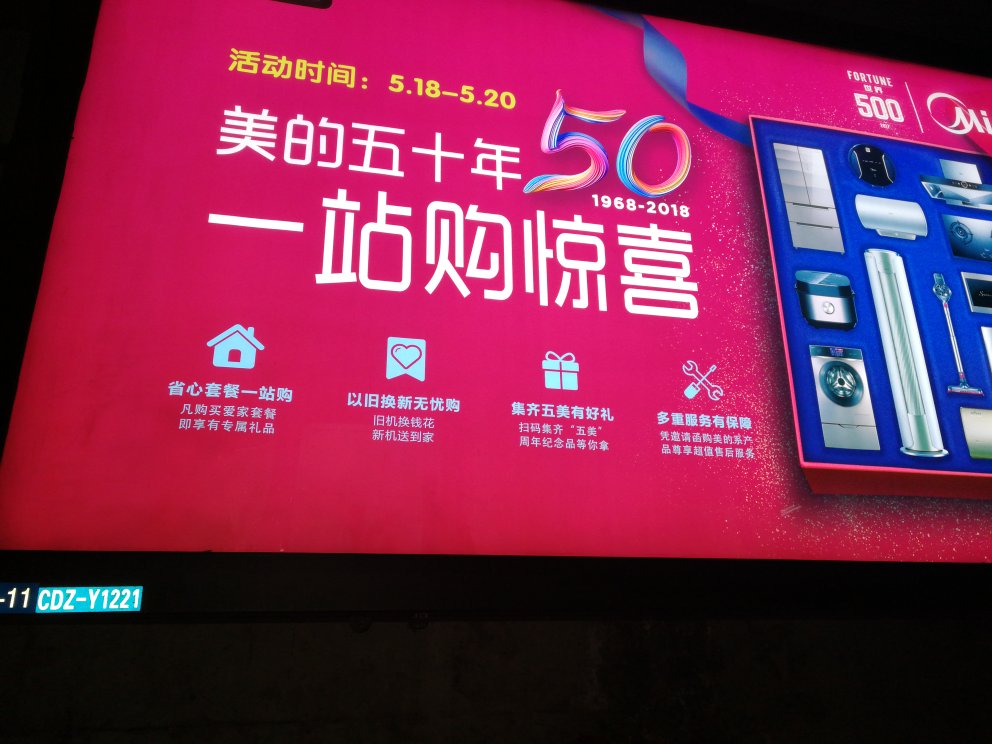 活动时间：5.18-5.20
FORTUNE
世界
500
Mi
美的五十年 50
1968-2018
一站购惊喜
省心套餐一站购
凡购买爱家套餐
即享有专属礼品
以旧换新无忧购
旧机换钱花
新机送到家
集齐五美有好礼
扫码集齐“五美”
周年纪念品等你拿
多重服务有保障
凭邀请函购美的系产
品尊享超值售后服务
-11 CDZ-Y1221